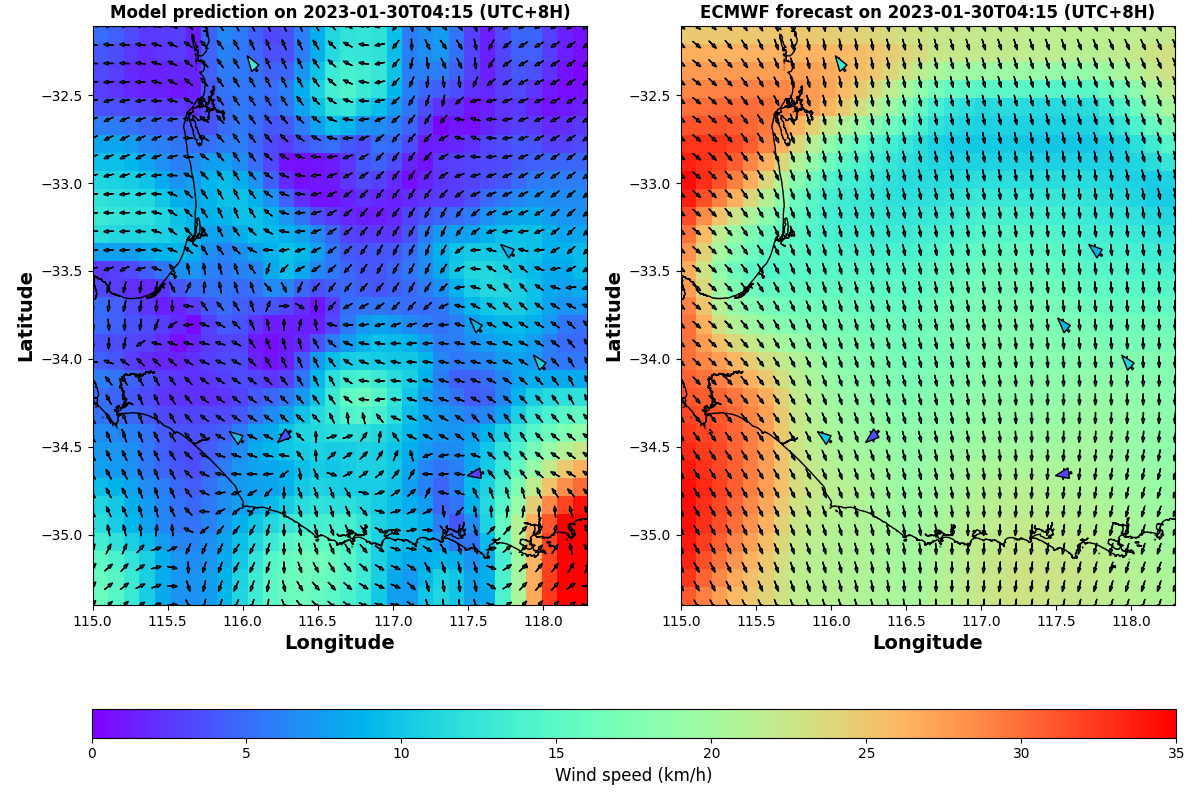 Model prediction on 2023-01-30T04:15 (UTC+8H)
ECMWF forecast on 2023-01-30T04:15 (UTC+8H)
−32.5
−33.0
−33.5
−34.0
−34.5
−35.0
Latitude
115.0 115.5 116.0 116.5 117.0 117.5 118.0
Longitude
−32.5
−33.0
−33.5
−34.0
−34.5
−35.0
Latitude
115.0 115.5 116.0 116.5 117.0 117.5 118.0
Longitude
0 5 10 15 20 25 30 35
Wind speed (km/h)